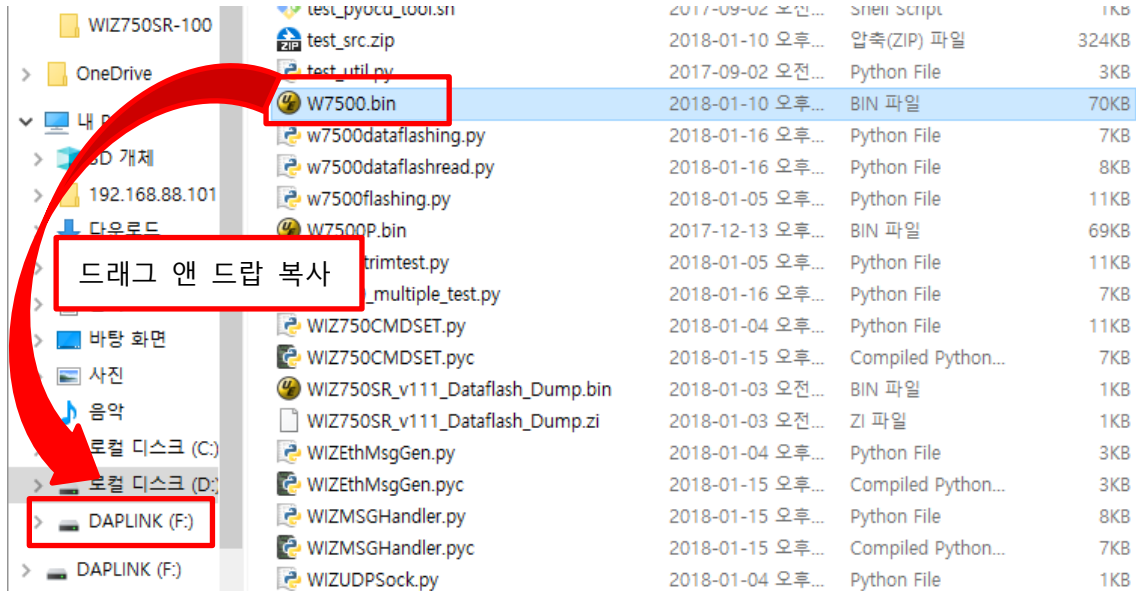 WIZ750SR-100
OneDrive
내
3D 개체
192.168.88.101
다운로드
드래그 앤 드랍 복사
바탕 화면
사진
음악
로컬 디스크 (C:)
로컬 디스크 (D:)
DAPLINK (F:)
DAPLINK (F:)
test_pyocd_tool.sh 2017-09-02 오전... Shell Script 1KB
test_src.zip 2018-01-10 오후... 압축(ZIP) 파일 324KB
test_util.py 2017-09-02 오전... Python File 3KB
W7500.bin 2018-01-10 오후... BIN 파일 70KB
w7500dataflashing.py 2018-01-16 오후... Python File 7KB
w7500dataflashread.py 2018-01-16 오후... Python File 8KB
w7500flashing.py 2018-01-05 오후... Python File 11KB
W7500P.bin 2017-12-13 오후... BIN 파일 69KB
trimtest.py 2018-01-05 오후... Python File 11KB
_multiple_test.py 2018-01-16 오후... Python File 7KB
WIZ750CMDSET.py 2018-01-04 오후... Python File 11KB
WIZ750CMDSET.pyc 2018-01-15 오후... Compiled Python... 7KB
WIZ750SR_v111_Dataflash_Dump.bin 2018-01-03 오전... BIN 파일 1KB
WIZ750SR_v111_Dataflash_Dump.zi 2018-01-03 오전... ZI 파일 1KB
WIZEthMsgGen.py 2018-01-04 오후... Python File 3KB
WIZEthMsgGen.pyc 2018-01-15 오후... Compiled Python... 3KB
WIZMSGHandler.py 2018-01-15 오후... Python File 8KB
WIZMSGHandler.pyc 2018-01-15 오후... Compiled Python... 7KB
WIZUDPSock.py 2018-01-04 오후... Python File 1KB